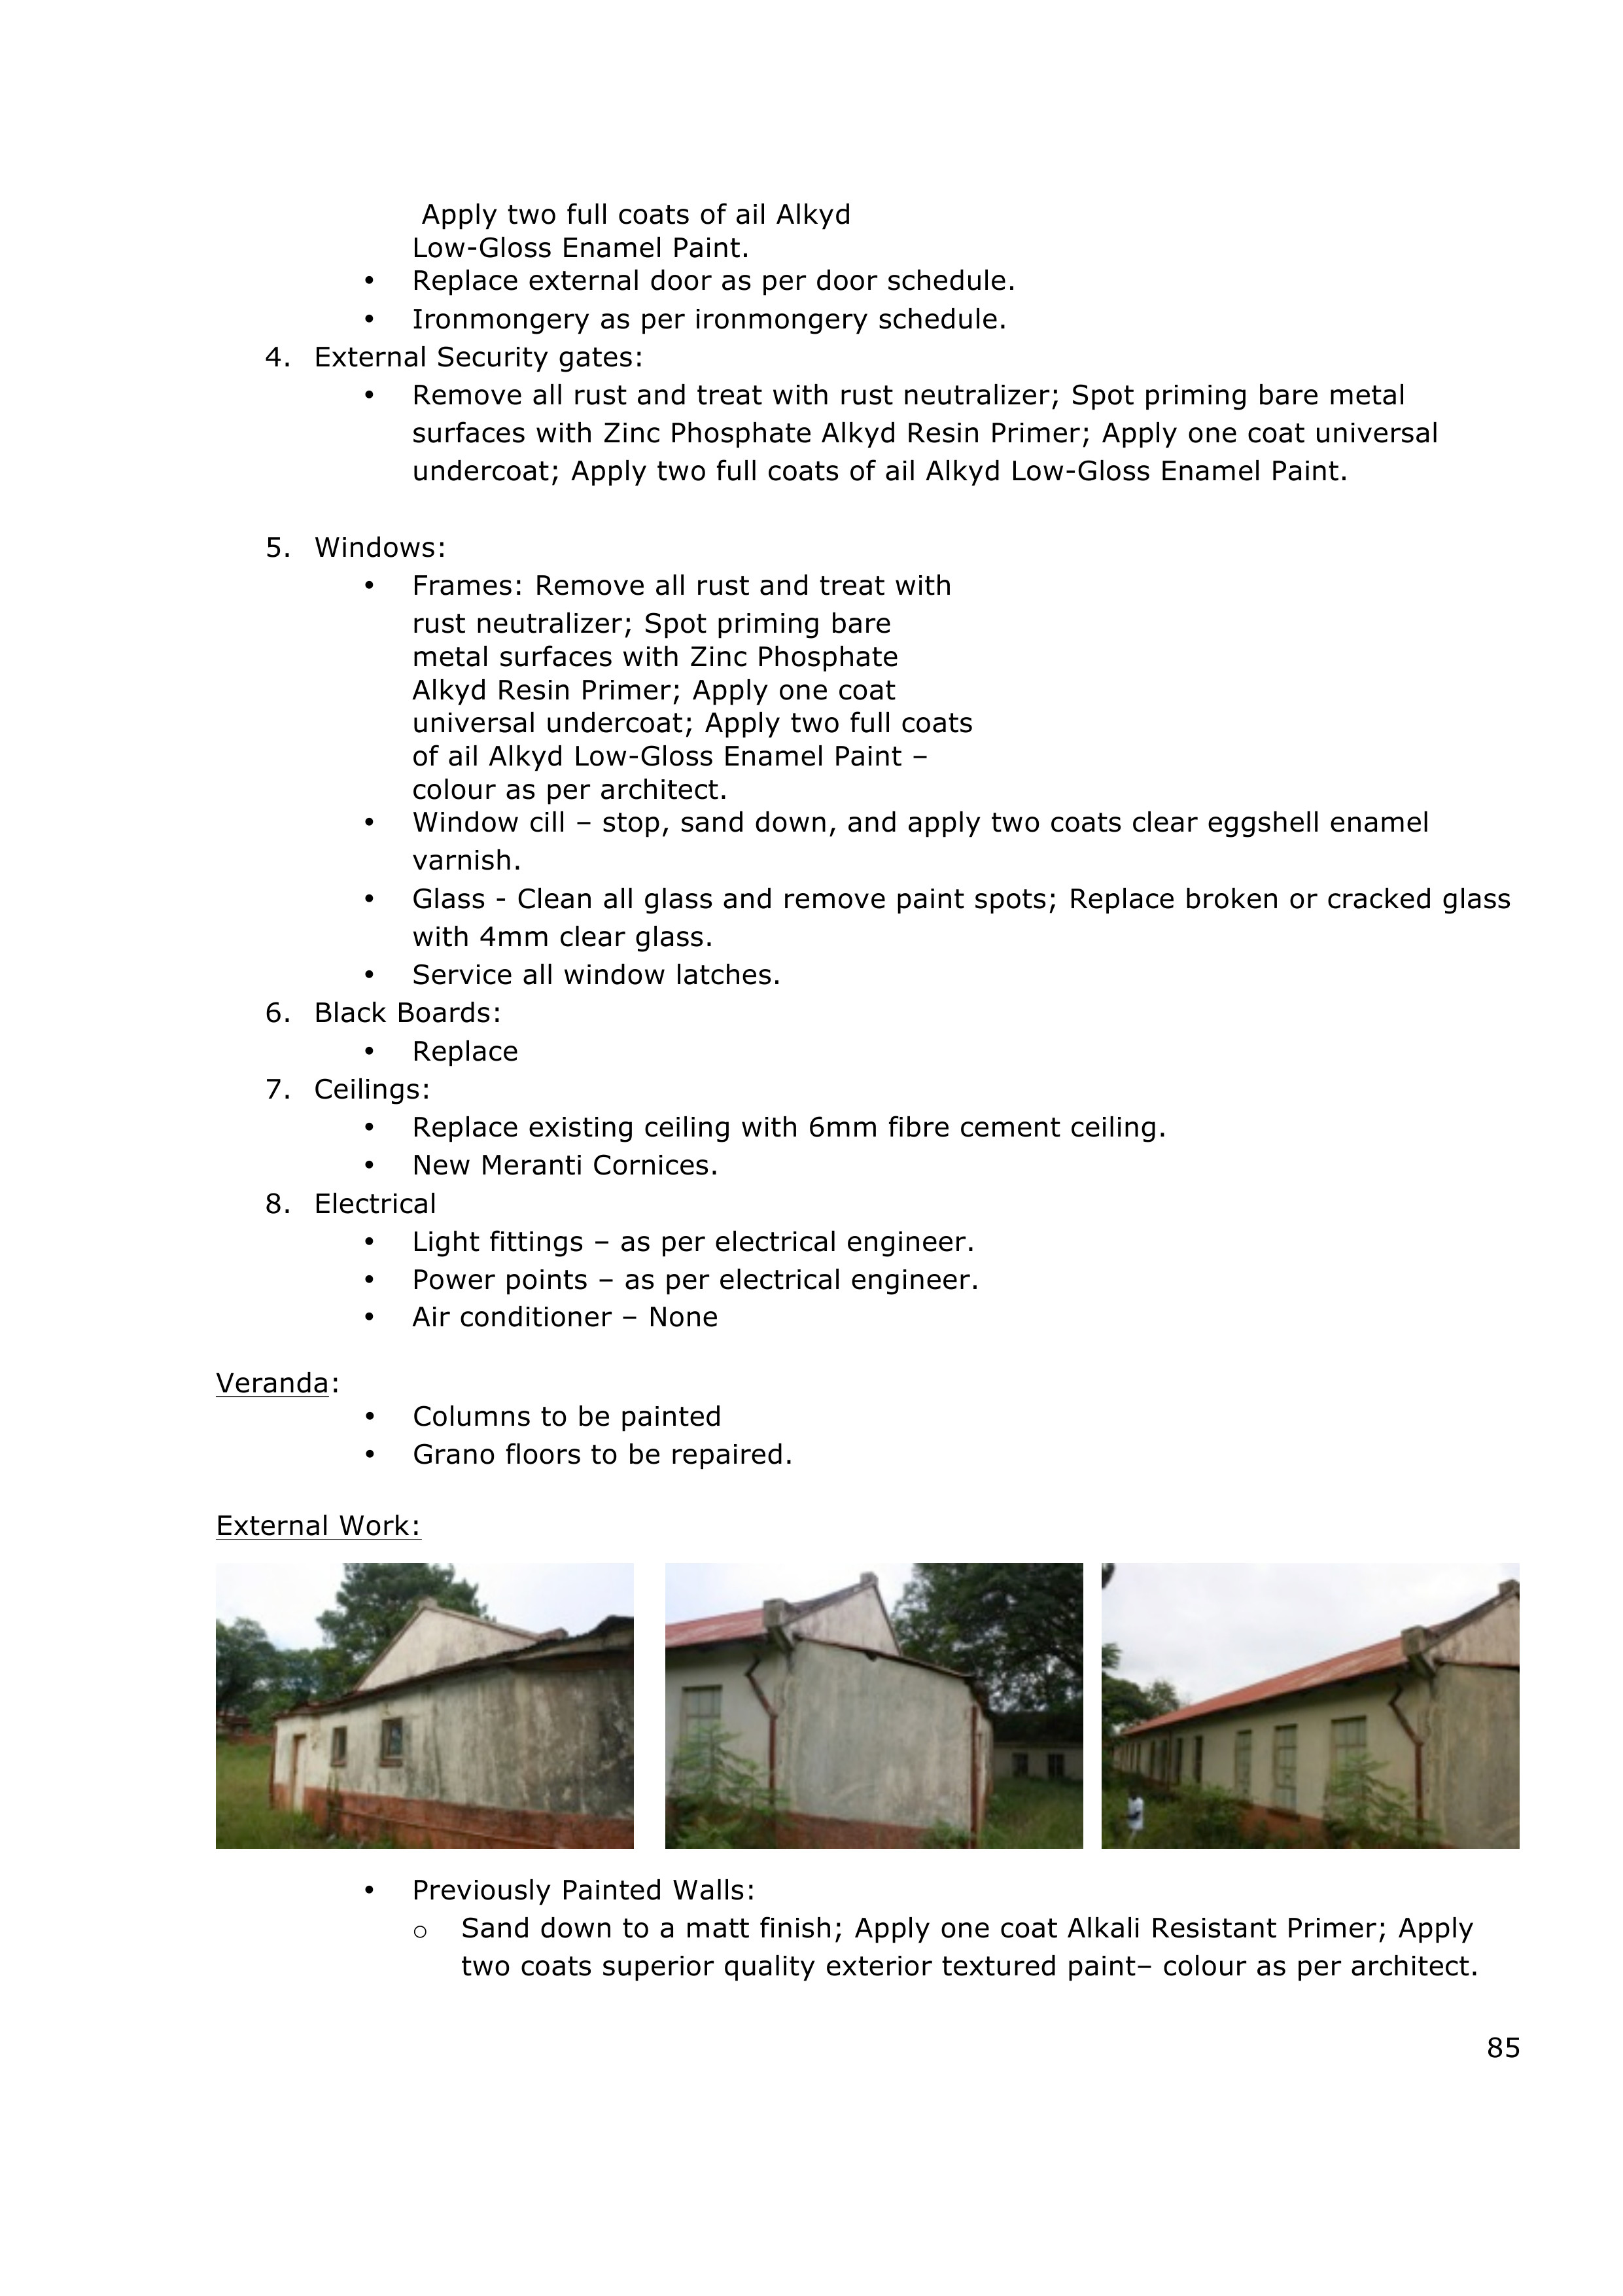 Apply two full coats of ail Alkyd
Low-Gloss Enamel Paint.
• Replace external door as per door schedule.
• Ironmongery as per ironmongery schedule.
4. External Security gates:
• Remove all rust and treat with rust neutralizer; Spot priming bare metal
surfaces with Zinc Phosphate Alkyd Resin Primer; Apply one coat universal
undercoat; Apply two full coats of ail Alkyd Low-Gloss Enamel Paint.
5. Windows:
• Frames: Remove all rust and treat with
rust neutralizer; Spot priming bare
metal surfaces with Zinc Phosphate
Alkyd Resin Primer; Apply one coat
universal undercoat; Apply two full coats
of ail Alkyd Low-Gloss Enamel Paint –
colour as per architect.
• Window cill – stop, sand down, and apply two coats clear eggshell enamel
varnish.
• Glass - Clean all glass and remove paint spots; Replace broken or cracked glass
with 4mm clear glass.
• Service all window latches.
6. Black Boards:
• Replace
7. Ceilings:
• Replace existing ceiling with 6mm fibre cement ceiling.
• New Meranti Cornices.
8. Electrical
• Light fittings – as per electrical engineer.
• Power points – as per electrical engineer.
• Air conditioner – None
Veranda:
• Columns to be painted
• Grano floors to be repaired.
External Work:
• Previously Painted Walls:
o Sand down to a matt finish; Apply one coat Alkali Resistant Primer; Apply
two coats superior quality exterior textured paint– colour as per architect.
85